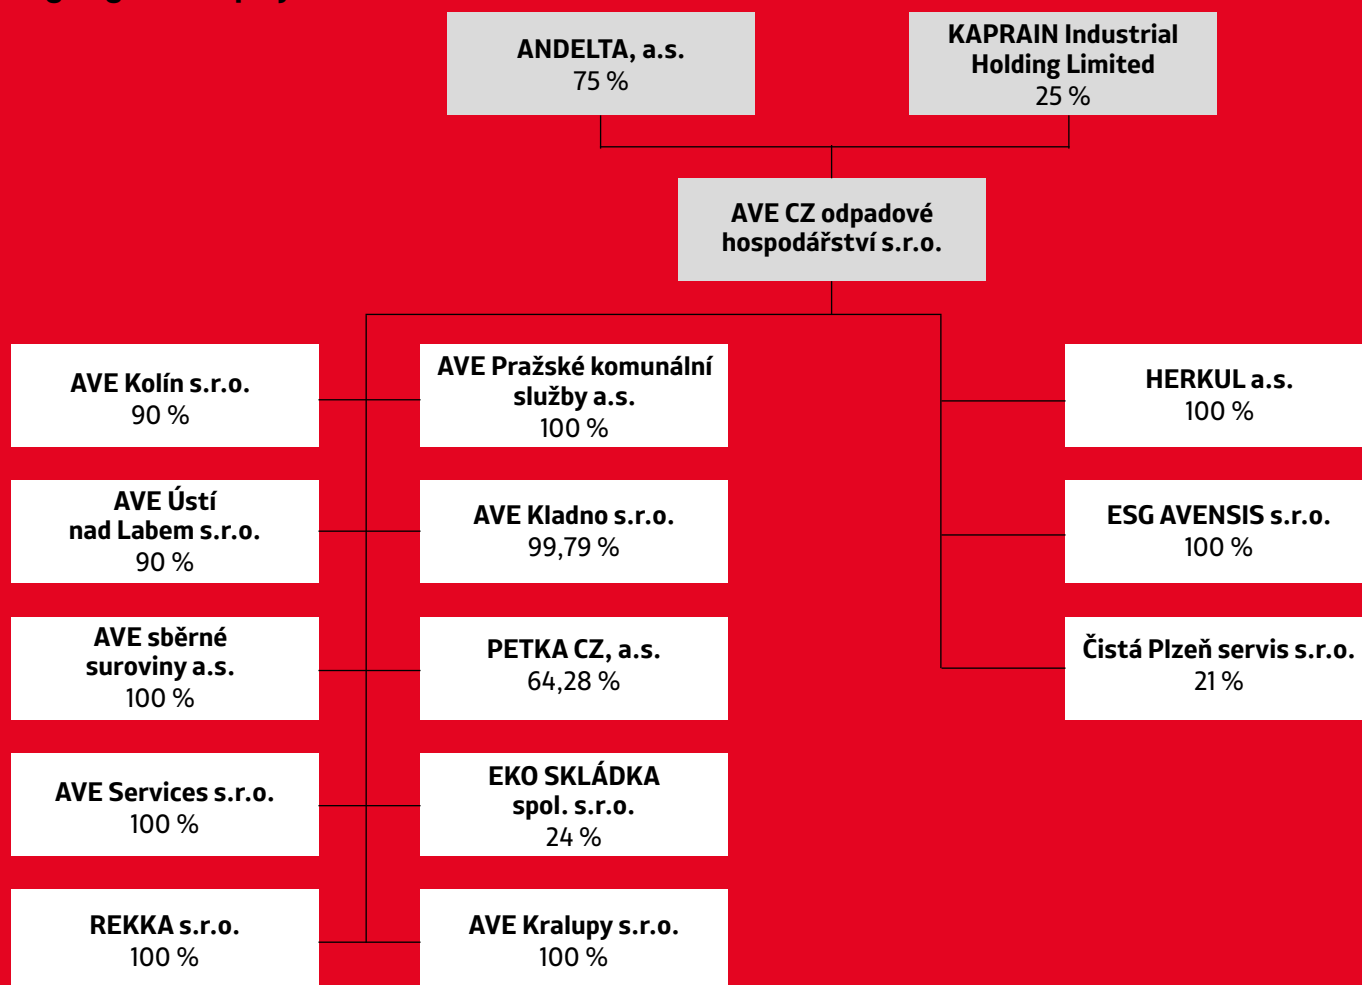 ANDELTA, a.s.
75 %
KAPRAIN Industrial
Holding Limited
25 %
AVE CZ odpadové
hospodářství s.r.o.
AVE Kolín s.r.o.
90 %
AVE Pražské komunální
služby a.s.
100 %
HERKUL a.s.
100 %
AVE Ústí
nad Labem s.r.o.
90 %
AVE Kladno s.r.o.
99,79 %
ESG AVENSIS s.r.o.
100 %
AVE sběrné
suroviny a.s.
100 %
PETKA CZ, a.s.
64,28 %
Čistá Plzeň servis s.r.o.
21 %
AVE Services s.r.o.
100 %
EKO SKLÁDKA
spol. s.r.o.
24 %
REKKA s.r.o.
100 %
AVE Kralupy s.r.o.
100 %